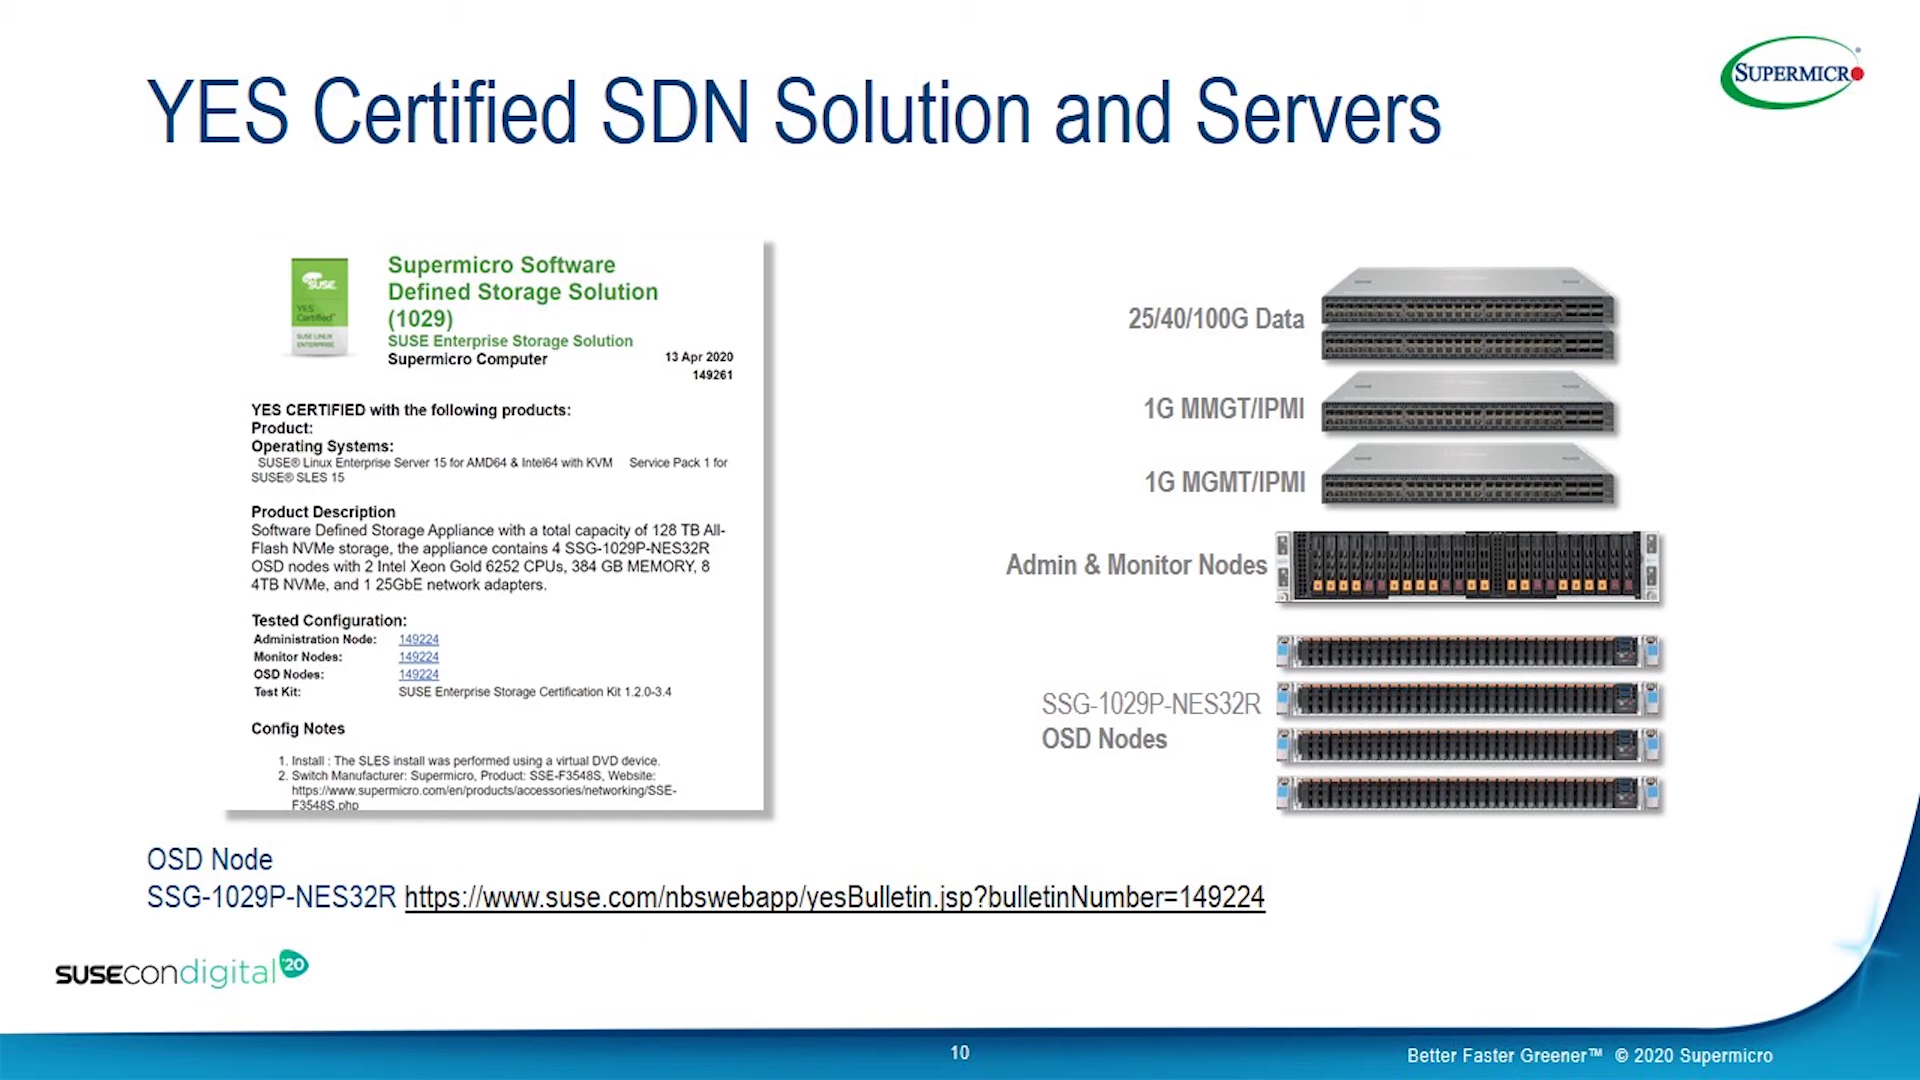 YES Certified SDN Solution and Servers
SUPERMICRO
SUSE
YES
Certified
SUSE LINUX
ENTERPRISE
Supermicro Software
Defined Storage Solution
(1029)
SUSE Enterprise Storage Solution
Supermicro Computer
13 Apr 2020
149261
YES CERTIFIED with the following products:
Product:
Operating Systems:
SUSE® Linux Enterprise Server 15 for AMD64 & Intel64 with KVM Service Pack 1 for
SUSE® SLES 15
Product Description
Software Defined Storage Appliance with a total capacity of 128 TB All-
Flash NVMe storage, the appliance contains 4 SSG-1029P-NES32R
OSD nodes with 2 Intel Xeon Gold 6252 CPUs, 384 GB MEMORY, 8
4TB NVMe, and 1 25GbE network adapters.
Tested Configuration:
Administration Node: 149224
Monitor Nodes: 149224
OSD Nodes: 149224
Test Kit: SUSE Enterprise Storage Certification Kit 1.2.0-3.4
Config Notes
1. Install : The SLES install was performed using a virtual DVD device.
2. Switch Manufacturer: Supermicro, Product: SSE-F3548S, Website:
https://www.supermicro.com/en/products/accessories/networking/SSE-
F3548S.php
25/40/100G Data
1G MMGT/IPMI
1G MGMT/IPMI
Admin & Monitor Nodes
SSG-1029P-NES32R
OSD Nodes
OSD Node
SSG-1029P-NES32R https://www.suse.com/nbswebapp/yesBulletin.jsp?bulletinNumber=149224
SUSECON digital '20
10
Better Faster Greener™ © 2020 Supermicro